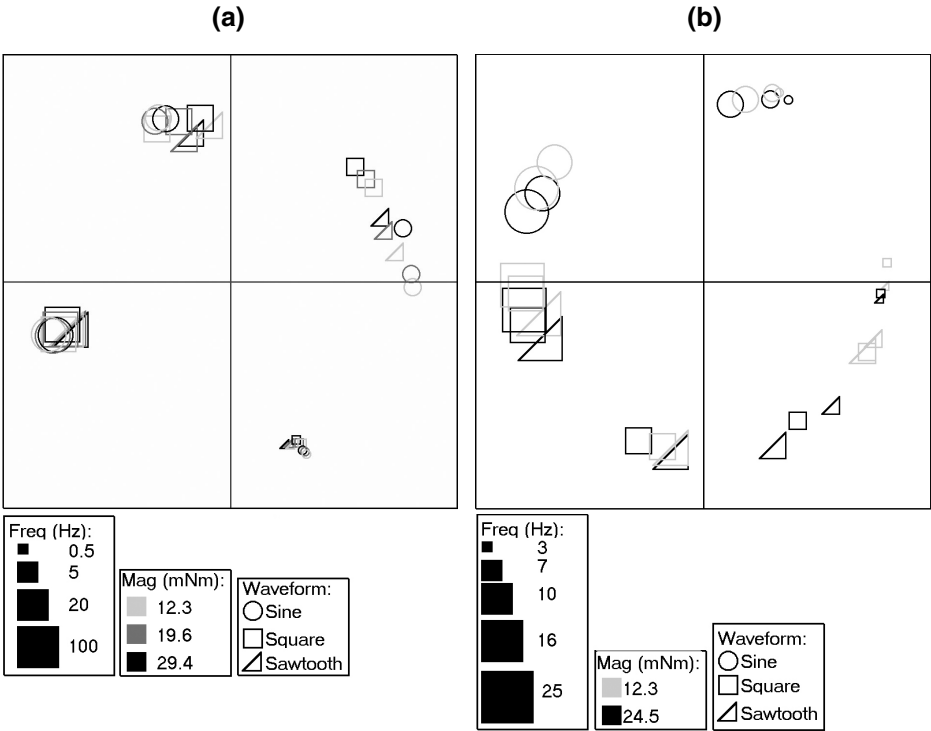 (a)
(b)
Freq (Hz):
0.5
5
20
100
Mag (mNm):
12.3
19.6
29.4
Waveform:
Sine
Square
Sawtooth
Freq (Hz):
3
7
10
16
25
Mag (mNm):
12.3
24.5
Waveform:
Sine
Square
Sawtooth